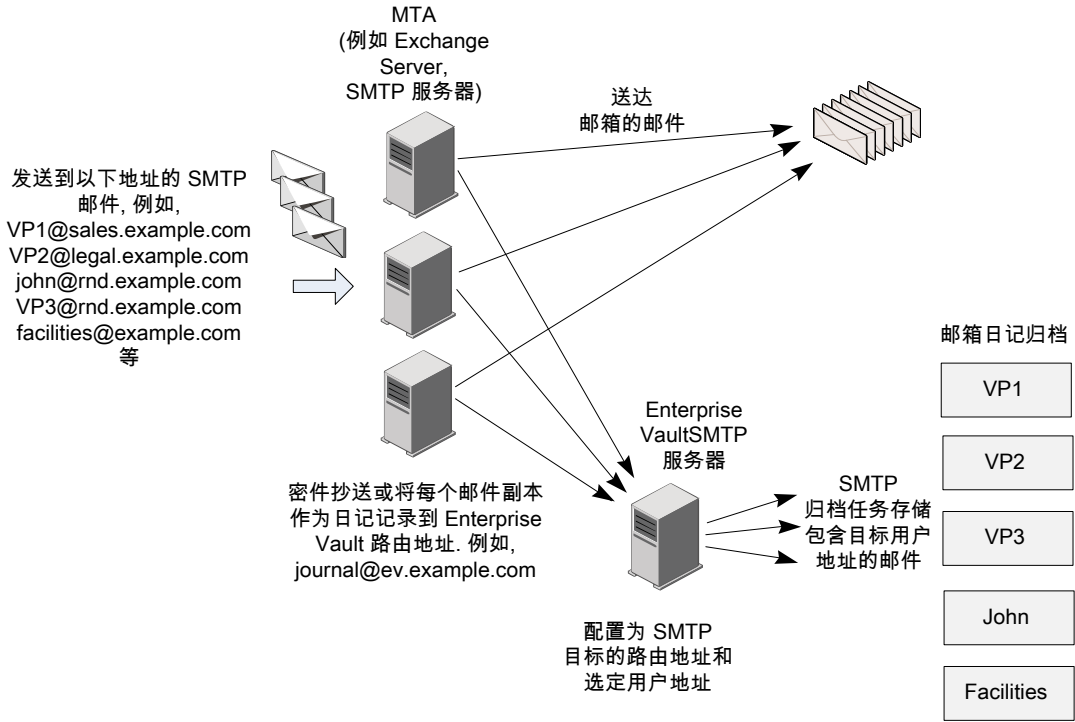 MTA
(例如 Exchange
Server,
SMTP 服务器)
送达
邮箱的邮件
发送到以下地址的 SMTP
邮件, 例如,
VP1@sales.example.com
VP2@legal.example.com
john@rnd.example.com
VP3@rnd.example.com
facilities@example.com
等
密件抄送或将每个邮件副本
作为日记记录到 Enterprise
Vault 路由地址. 例如,
journal@ev.example.com
Enterprise
VaultSMTP
服务器
配置为 SMTP
目标的路由地址和
选定用户地址
SMTP
归档任务存储
包含目标用户
地址的邮件
邮箱日记归档
VP1
VP2
VP3
John
Facilities